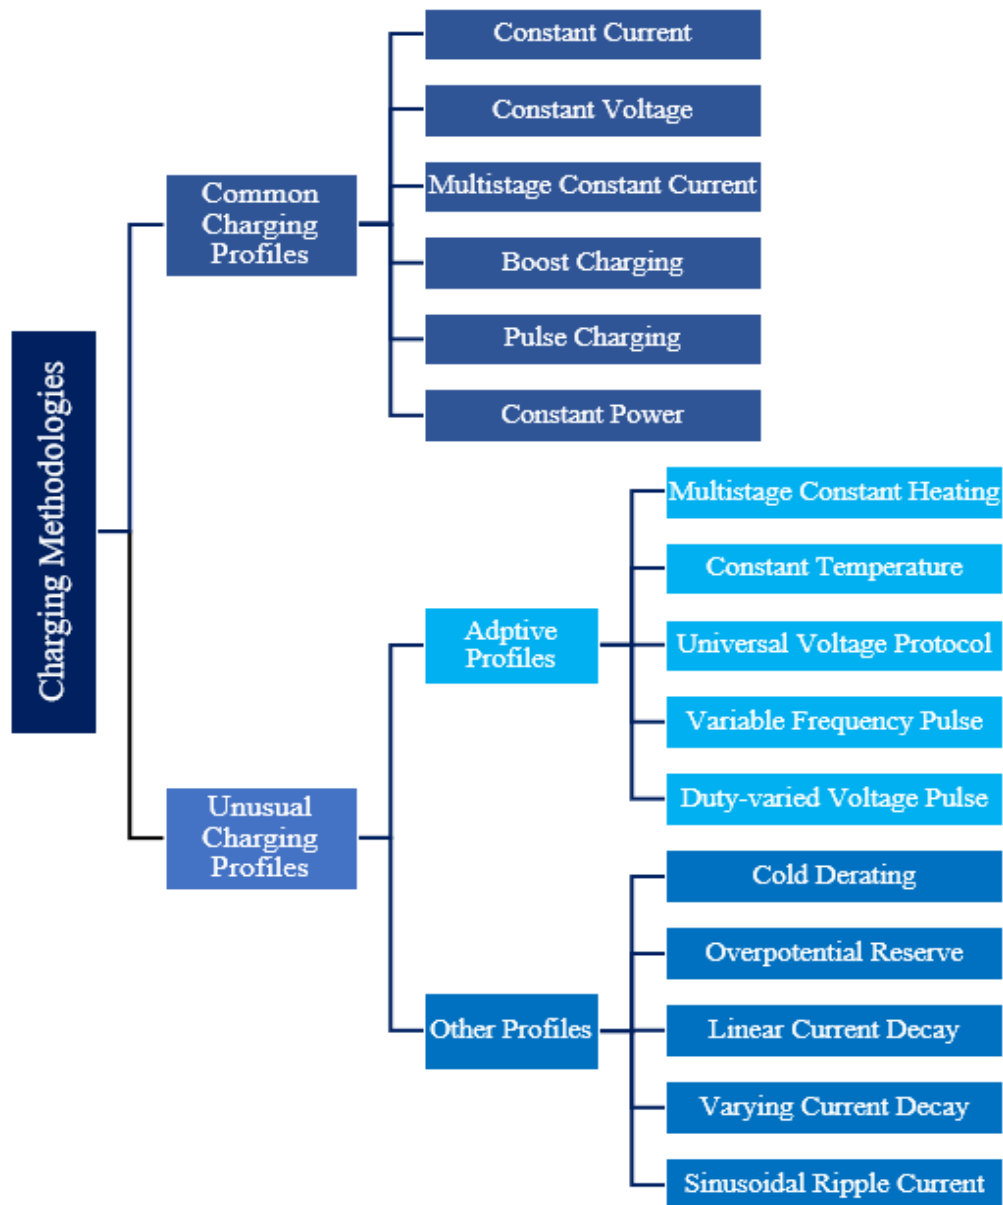 Charging Methodologies
Common
Charging
Profiles
Constant Current
Constant Voltage
Multistage Constant Current
Boost Charging
Pulse Charging
Constant Power
Unusual
Charging
Profiles
Adptive
Profiles
Multistage Constant Heating
Constant Temperature
Universal Voltage Protocol
Variable Frequency Pulse
Duty-varied Voltage Pulse
Other Profiles
Cold Derating
Overpotential Reserve
Linear Current Decay
Varying Current Decay
Sinusoidal Ripple Current